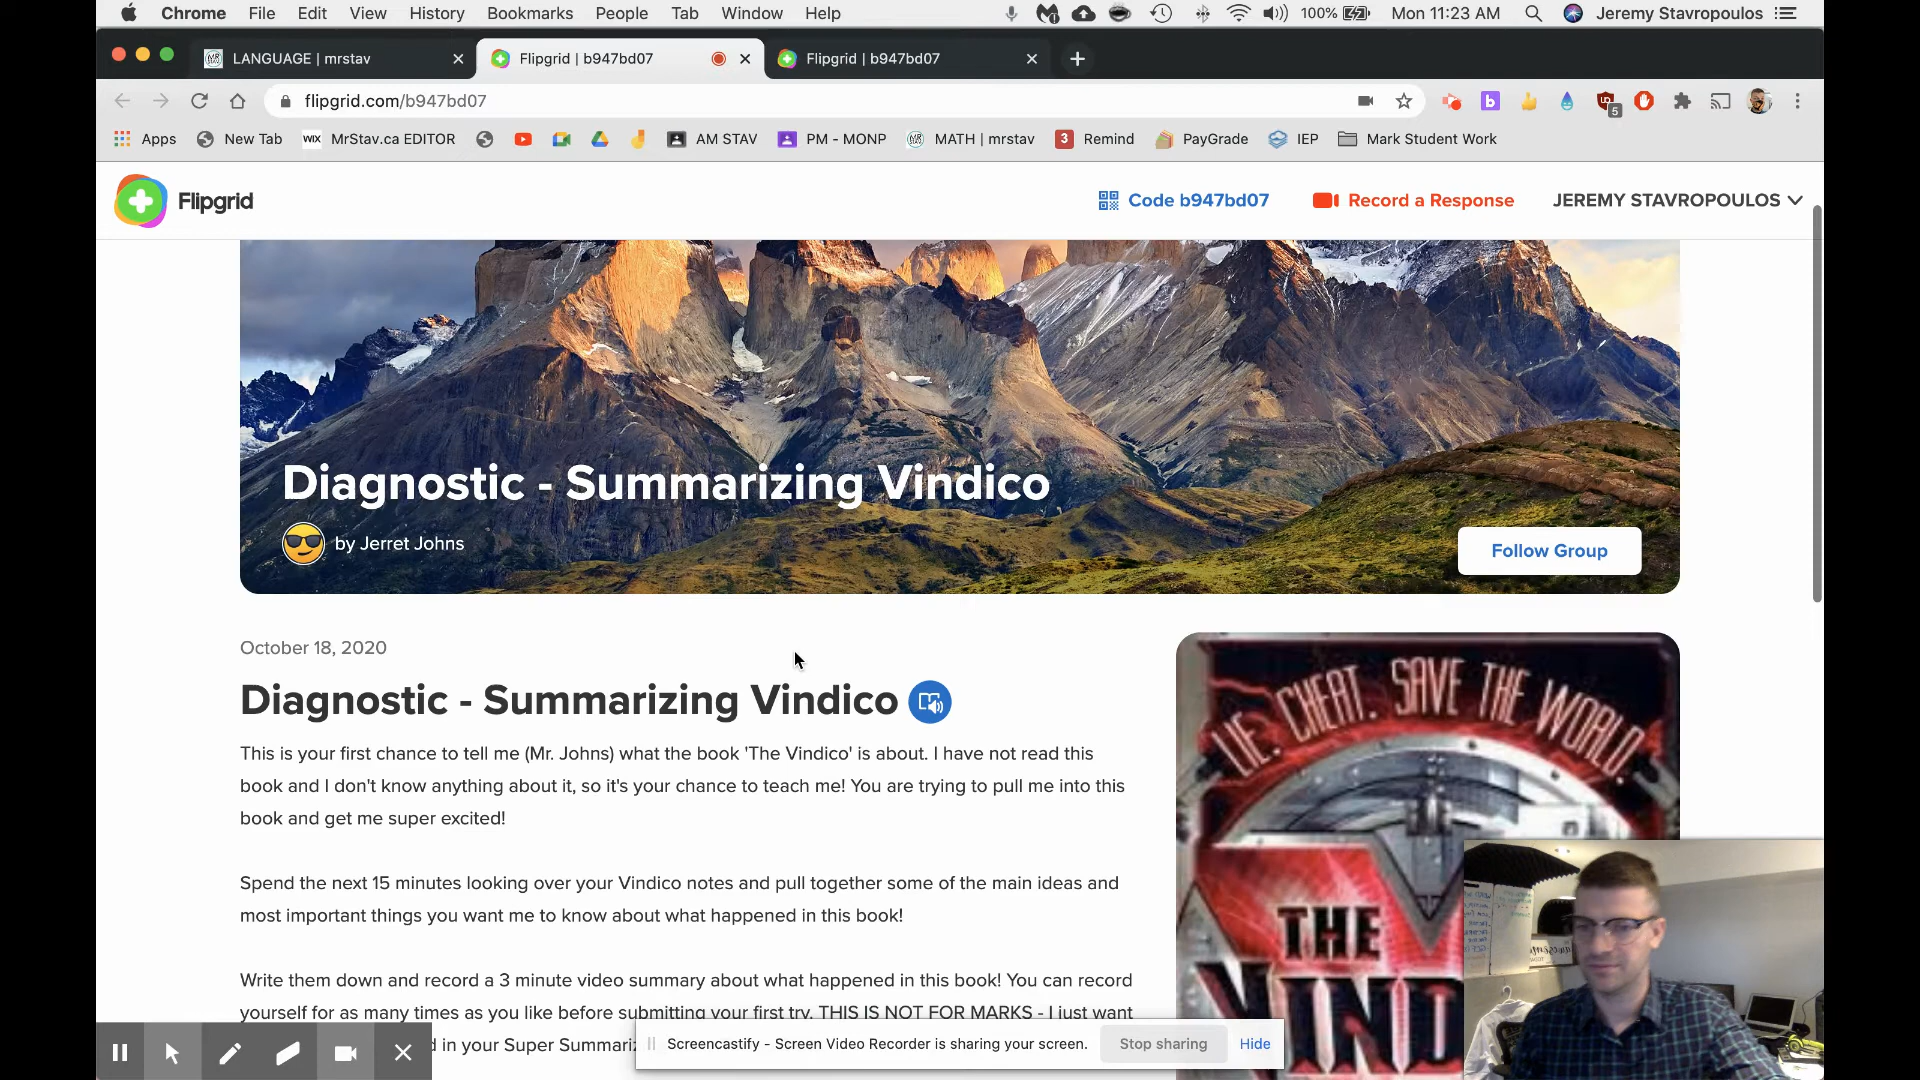 Chrome File Edit View History Bookmarks People Tab Window Help 100% Mon 11:23 AM Jeremy Stavropoulos
LANGUAGE | mrstav Flipgrid | b947bd07 Flipgrid | b947bd07
flipgrid.com/b947bd07 5
Apps New Tab WIX MrStav.ca EDITOR AM STAV PM - MONP MATH | mrstav 3 Remind PayGrade IEP Mark Student Work
Flipgrid Code b947bd07 Record a Response JEREMY STAVROPOULOS
Diagnostic - Summarizing Vindico
by Jerret Johns
Follow Group
October 18, 2020
Diagnostic - Summarizing Vindico
This is your first chance to tell me (Mr. Johns) what the book 'The Vindico' is about. I have not read this
book and I don't know anything about it, so it's your chance to teach me! You are trying to pull me into this
book and get me super excited!
Spend the next 15 minutes looking over your Vindico notes and pull together some of the main ideas and
most important things you want me to know about what happened in this book!
Write them down and record a 3 minute video summary about what happened in this book! You can record
yourself for as many times as you like before submitting your first try. THIS IS NOT FOR MARKS - I just want
in your Super
LIE. CHEAT. SAVE THE WORLD.
THE
Screencastify - Screen Video Recorder is sharing your screen. Stop sharing Hide